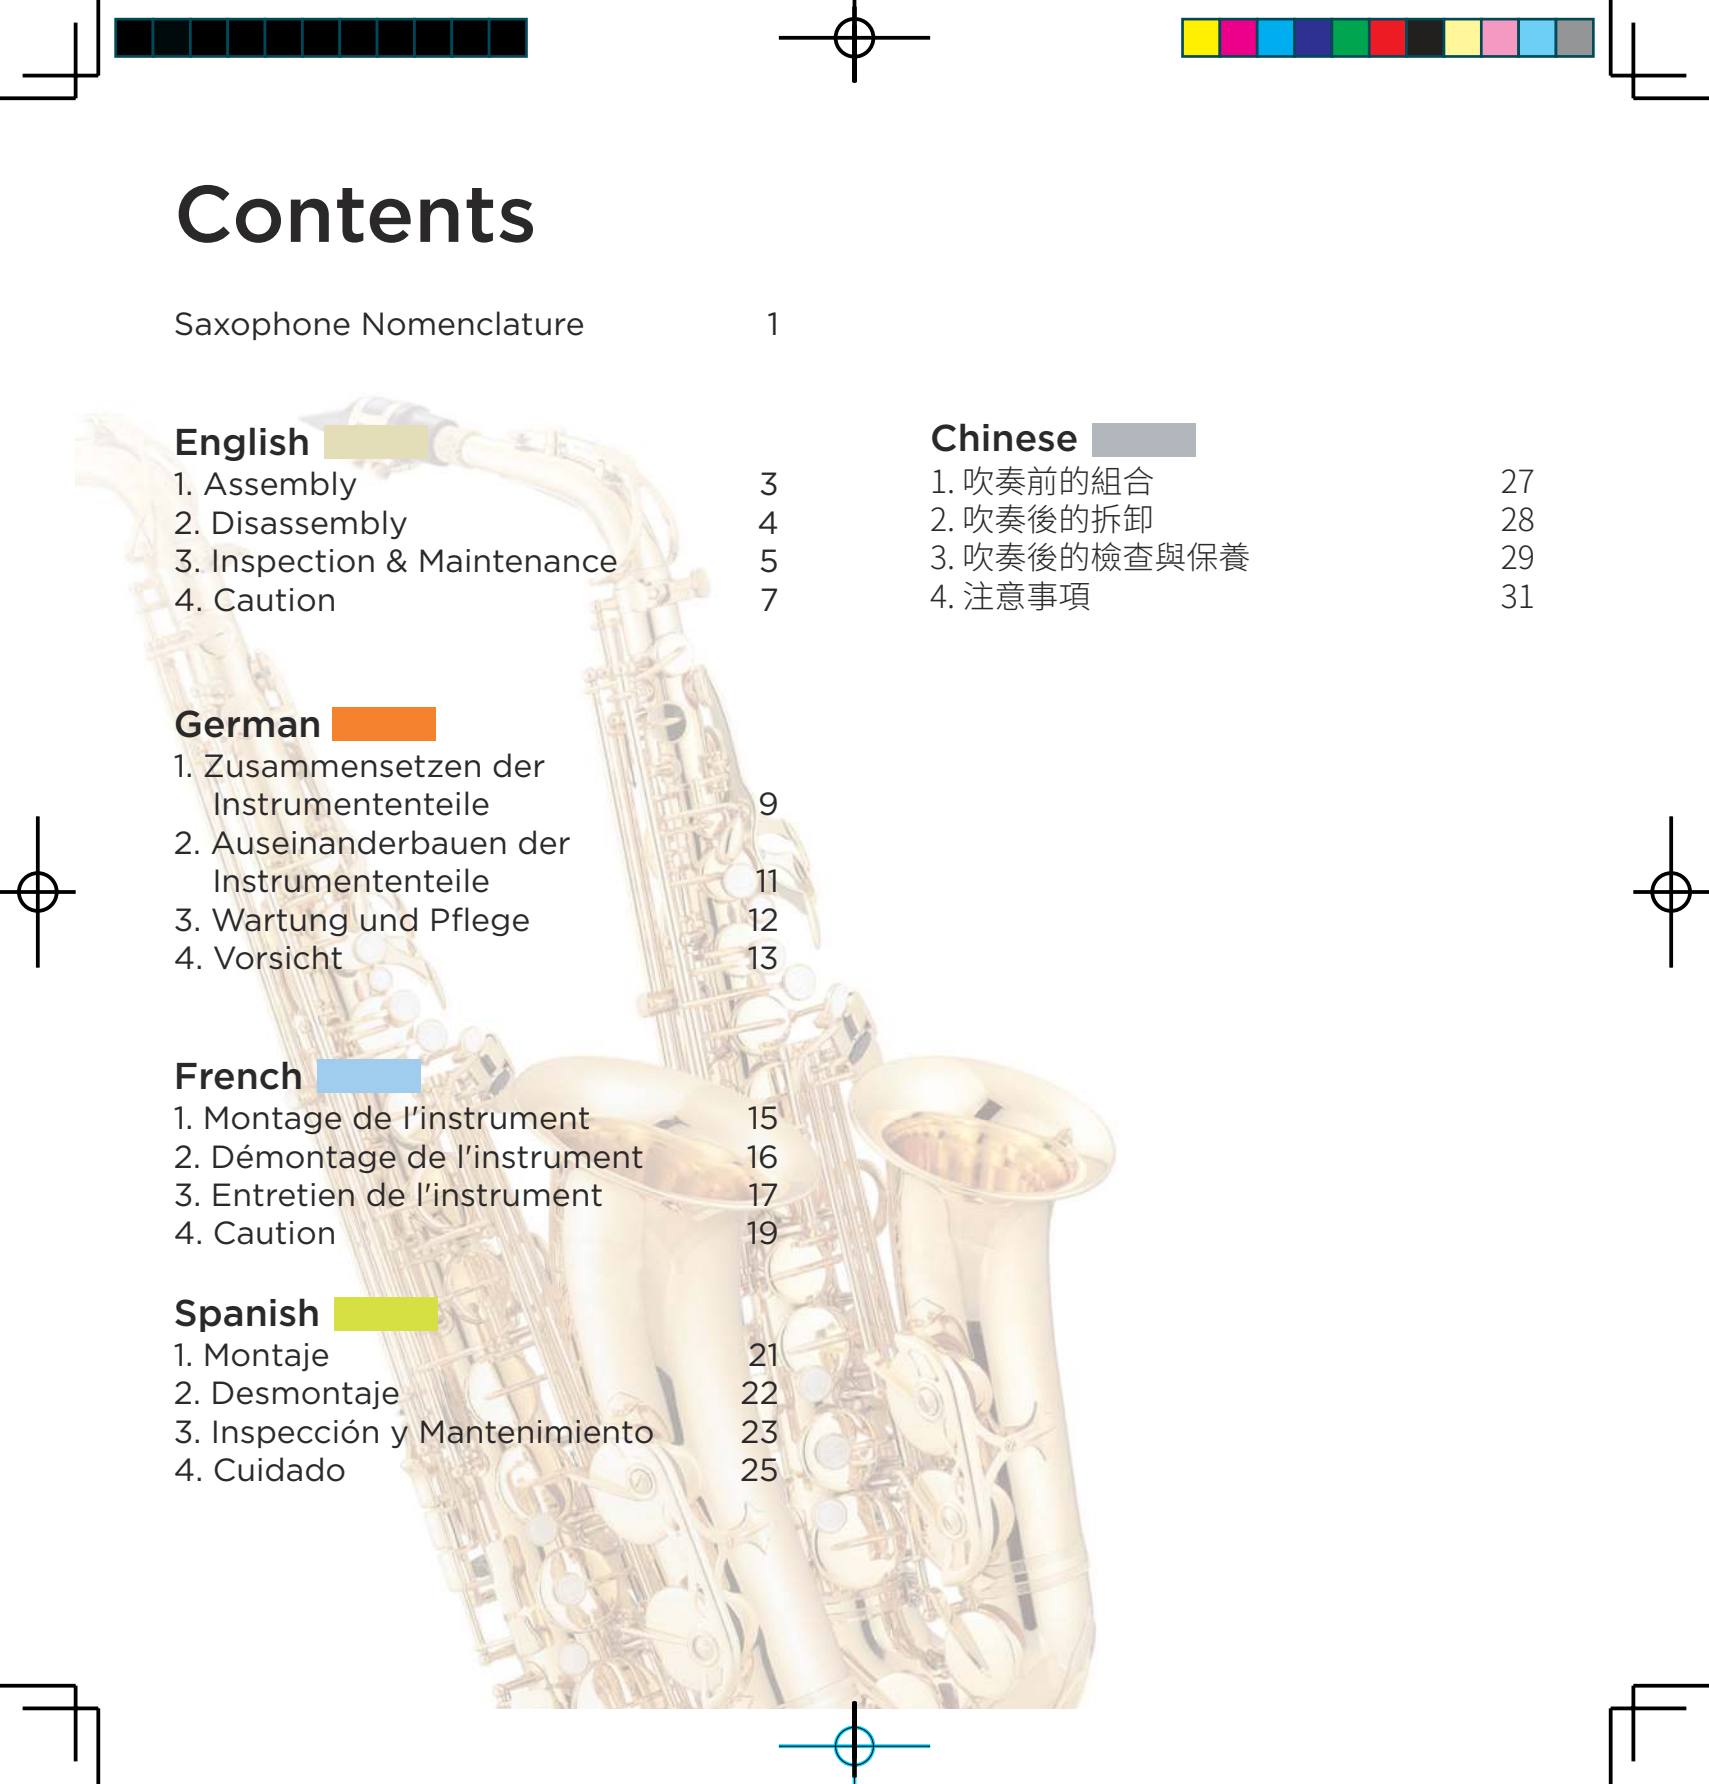 Contents
Saxophone Nomenclature 1
English
1. Assembly 3
2. Disassembly 4
3. Inspection & Maintenance 5
4. Caution 7
German
1. Zusammensetzen der
Instrumententeile 9
2. Auseinanderbauen der
Instrumententeile 11
3. Wartung und Pflege 12
4. Vorsicht 13
French
1. Montage de l'instrument 15
2. Démontage de l'instrument 16
3. Entretien de l'instrument 17
4. Caution 19
Spanish
1. Montaje 21
2. Desmontaje 22
3. Inspección y Mantenimiento 23
4. Cuidado 25
Chinese
1. 吹奏前的組合 27
2. 吹奏後的拆卸 28
3. 吹奏後的檢查與保養 29
4. 注意事項 31